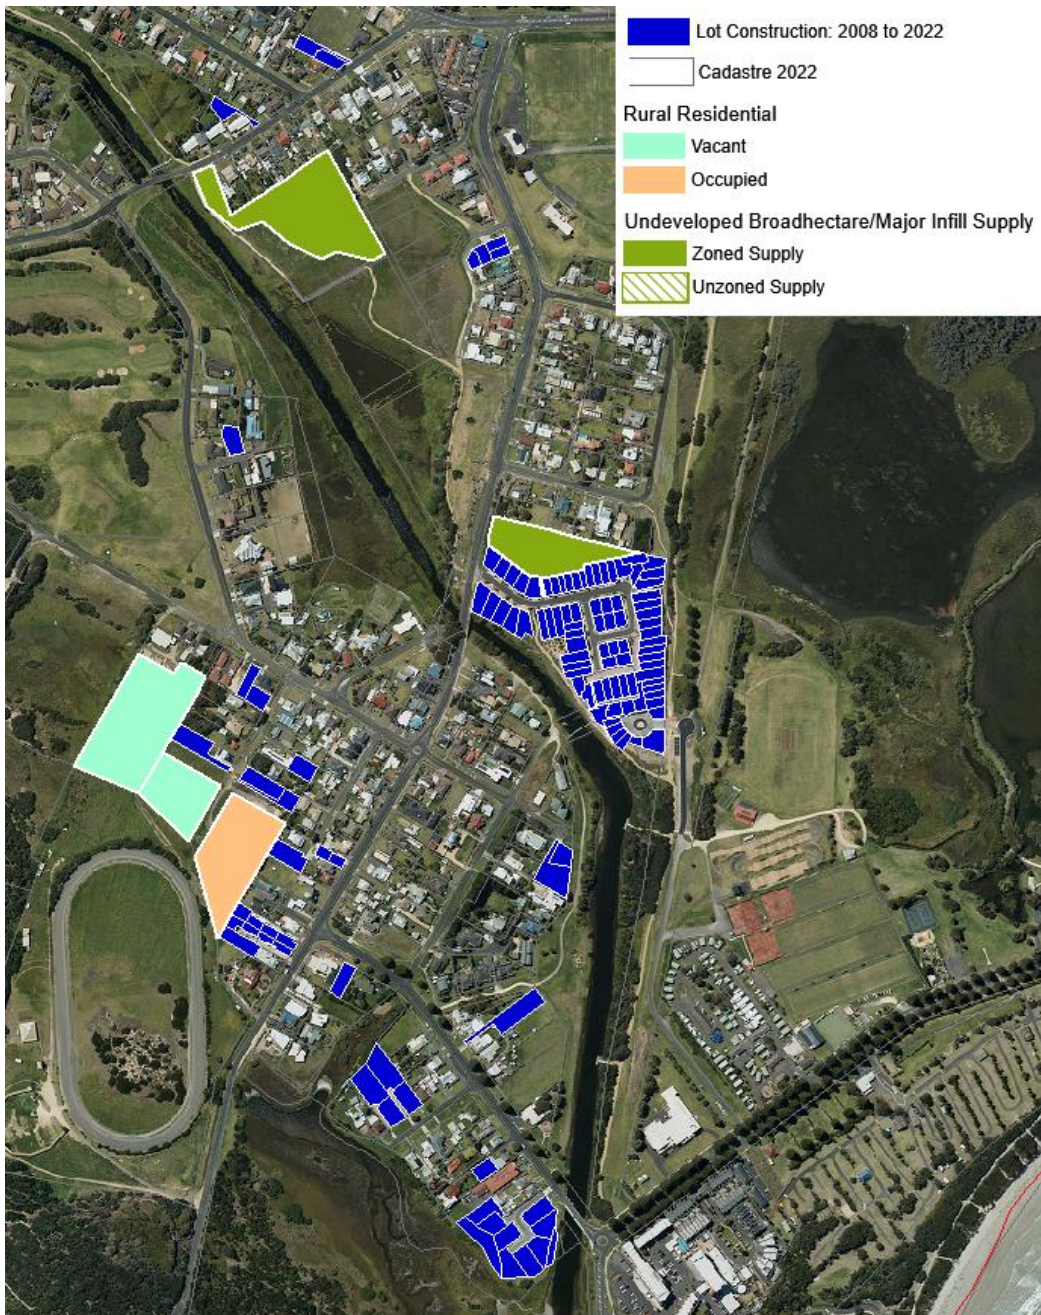 Lot Construction: 2008 to 2022
Cadastre 2022
Rural Residential
Vacant
Occupied
Undeveloped Broadhectare/Major Infill Supply
Zoned Supply
Unzoned Supply